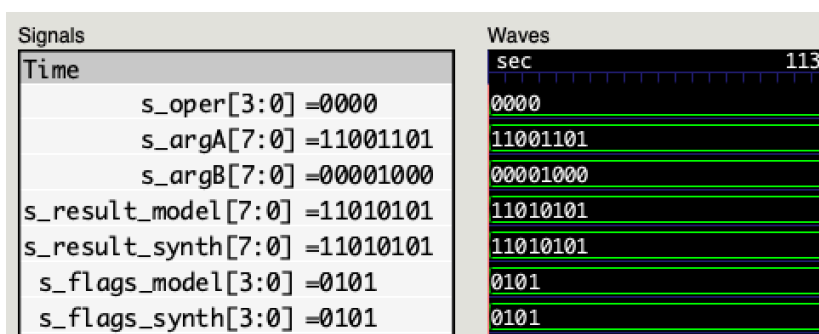 Signals
Time
s_oper[3:0] =0000
s_argA[7:0] =11001101
s_argB[7:0] =00001000
s_result_model[7:0] =11010101
s_result_synth[7:0] =11010101
s_flags_model[3:0] =0101
s_flags_synth[3:0] =0101
Waves
sec 113
0000
11001101
00001000
11010101
11010101
0101
0101